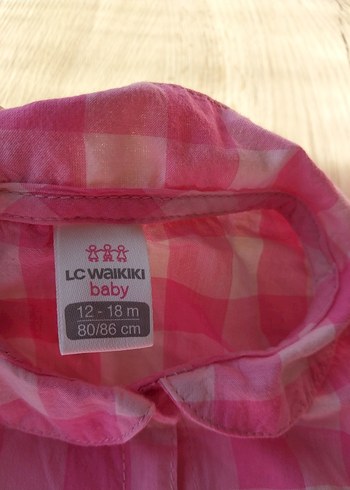 LC WAIKIKI
baby
12 - 18 m
80/86 cm